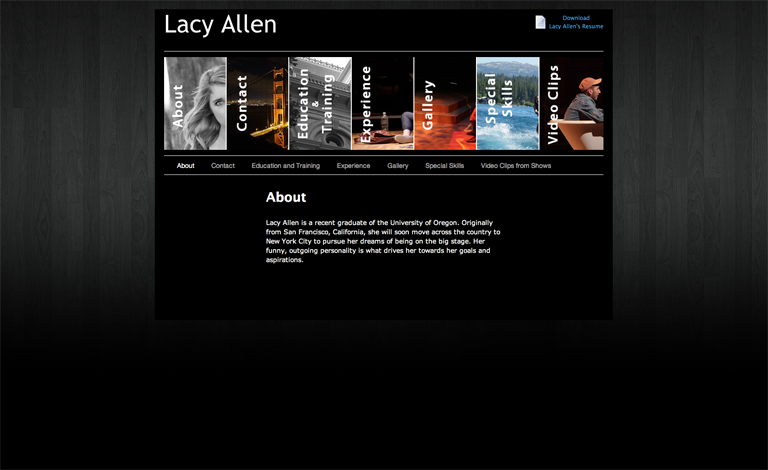 Lacy Allen
Download
Lacy Allen's Resume
About
Contact
Education
&
Training
Experience
Gallery
Special
Skills
Video Clips
About Contact Education and Training Experience Gallery Special Skills Video Clips from Shows
About
Lacy Allen is a recent graduate of the University of Oregon. Originally
from San Francisco, California, she will soon move across the country to
New York City to pursue her dreams of being on the big stage. Her
funny, outgoing personality is what drives her towards her goals and
aspirations.